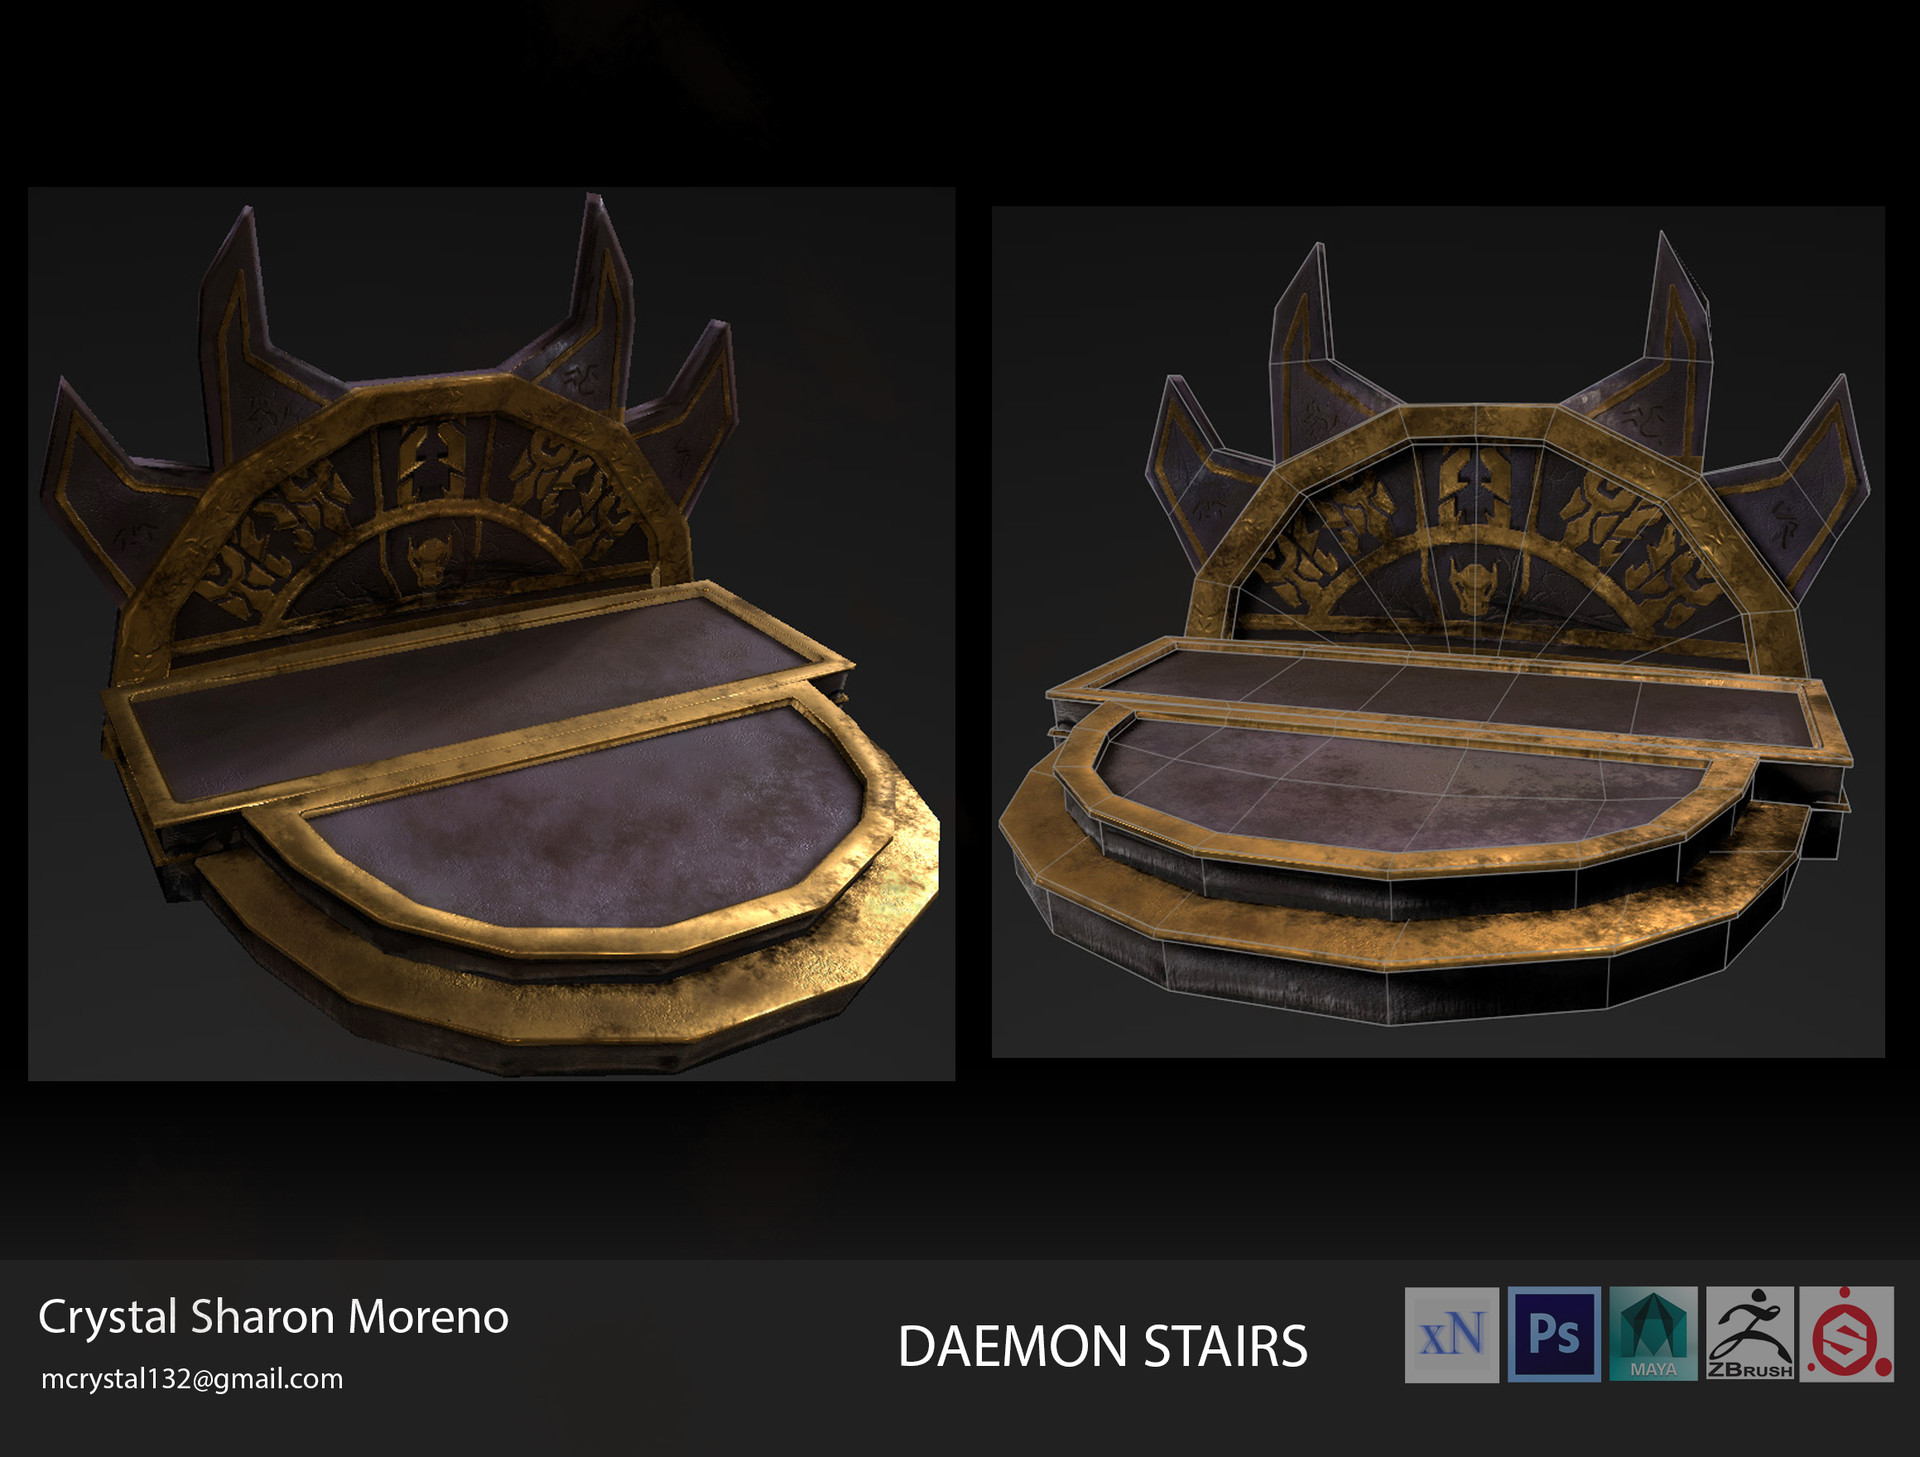 Crystal Sharon Moreno
mcrystal132@gmail.com
DAEMON STAIRS
xN
Ps
MAYA
ZBRUSH
S